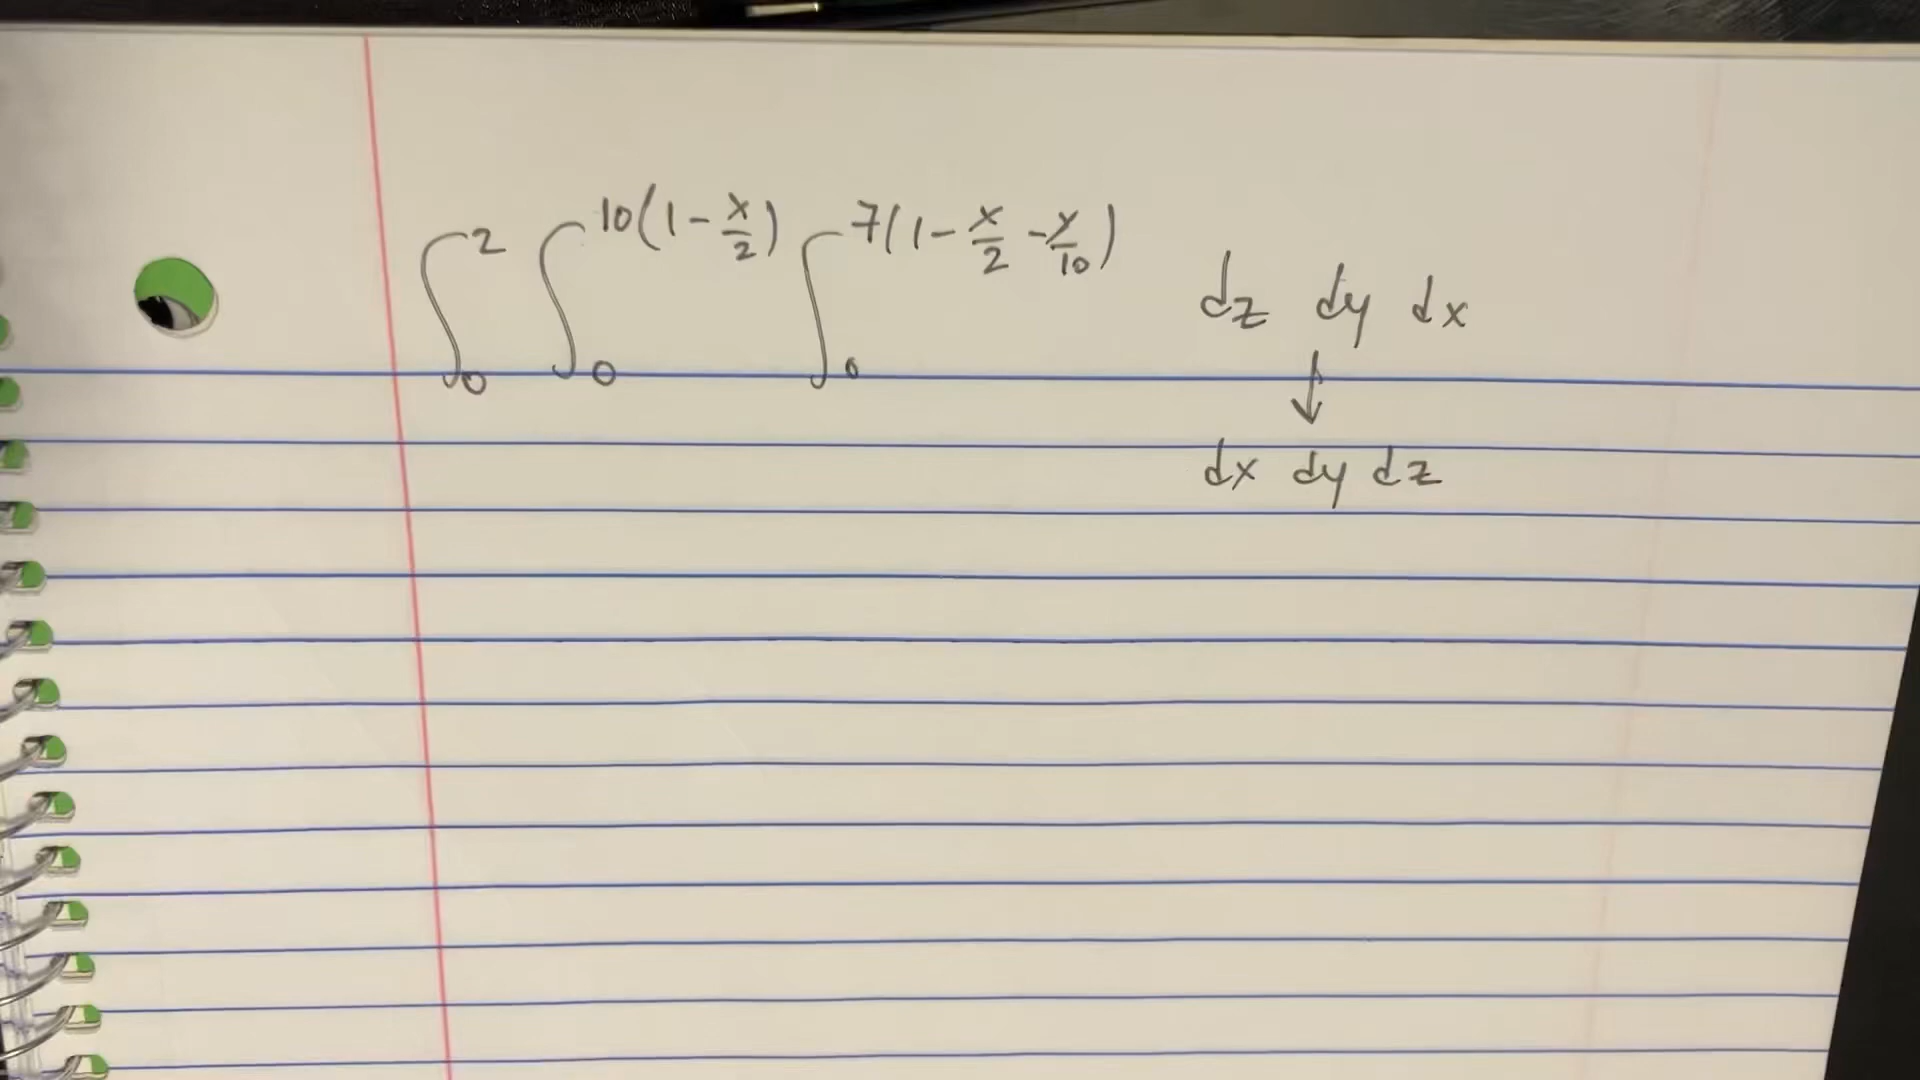 ∫₀² ∫₀^{10(1-x/2)} ∫₀^{7(1-x/2-y/10)} dz dy dx
↓
dx dy dz